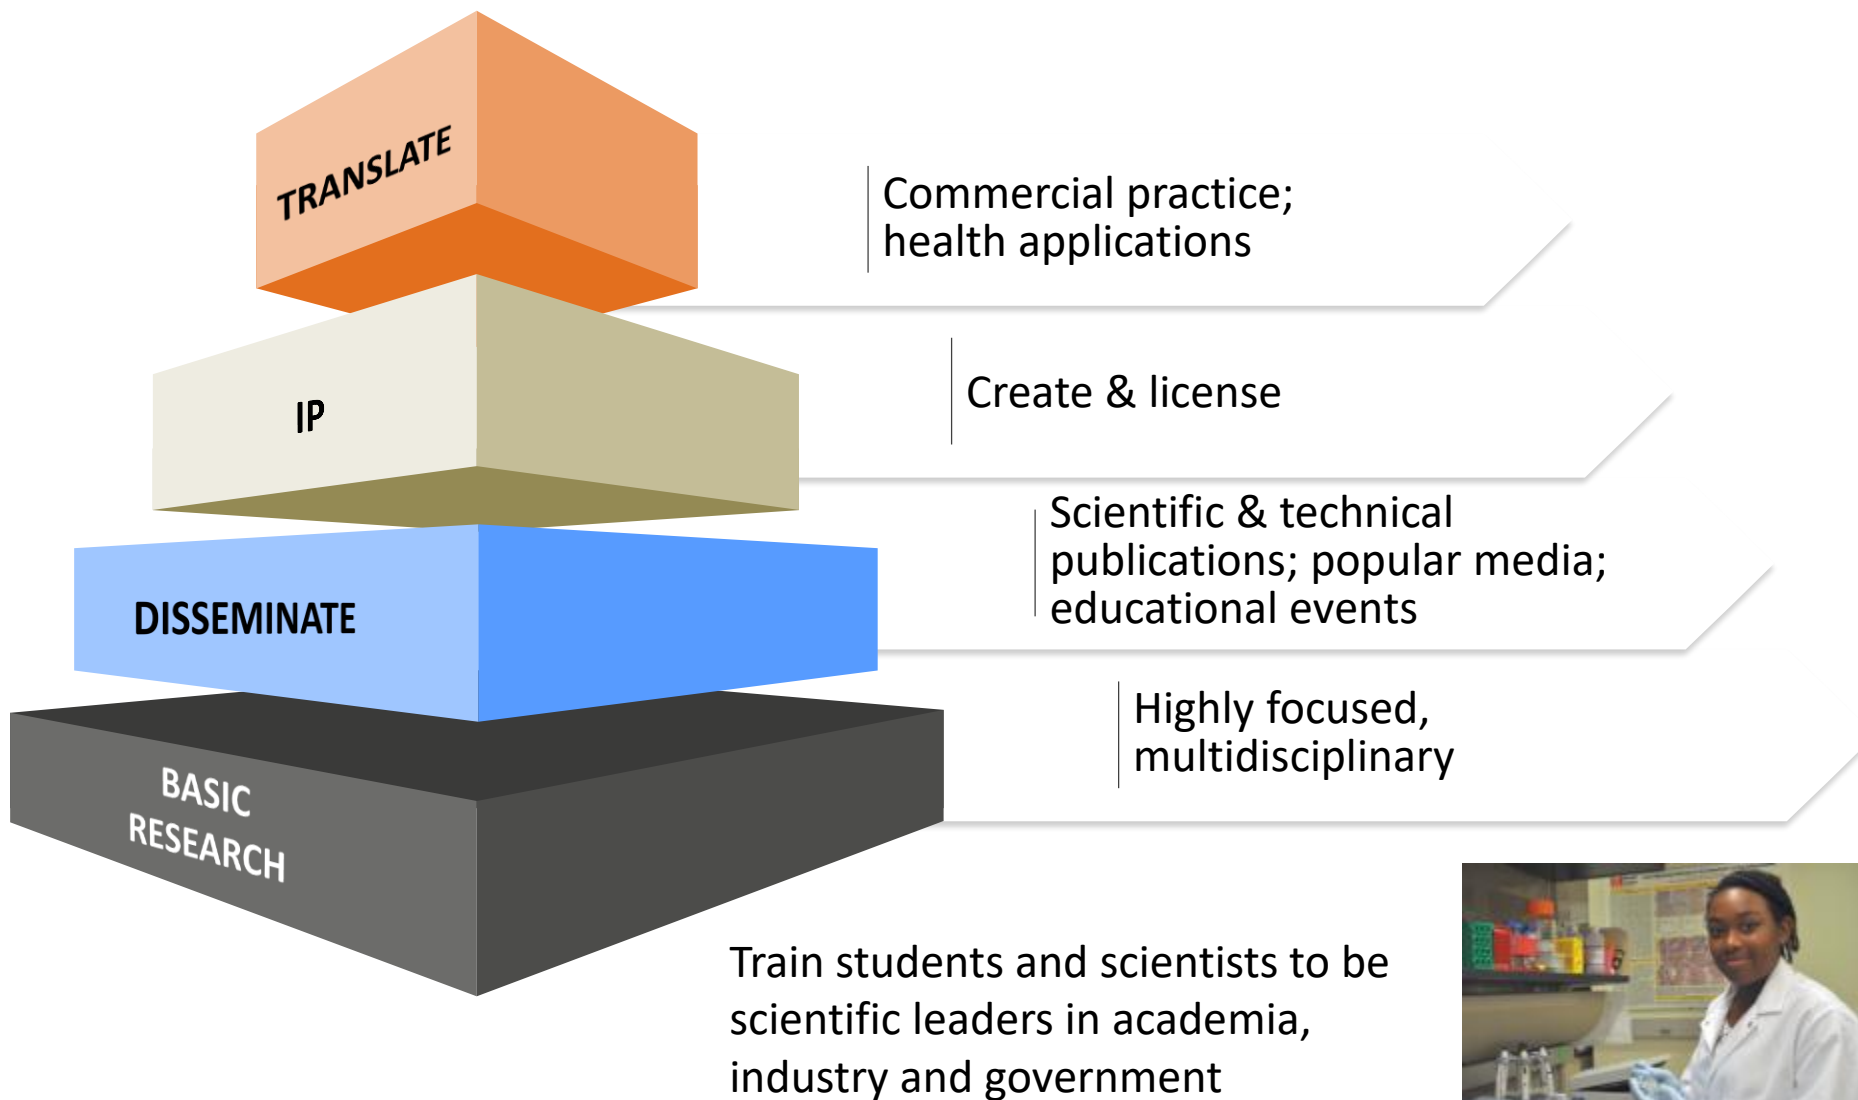 TRANSLATE
Commercial practice;
health applications
IP
Create & license
DISSEMINATE
Scientific & technical
publications; popular media;
educational events
BASIC
RESEARCH
Highly focused,
multidisciplinary
Train students and scientists to be
scientific leaders in academia,
industry and government